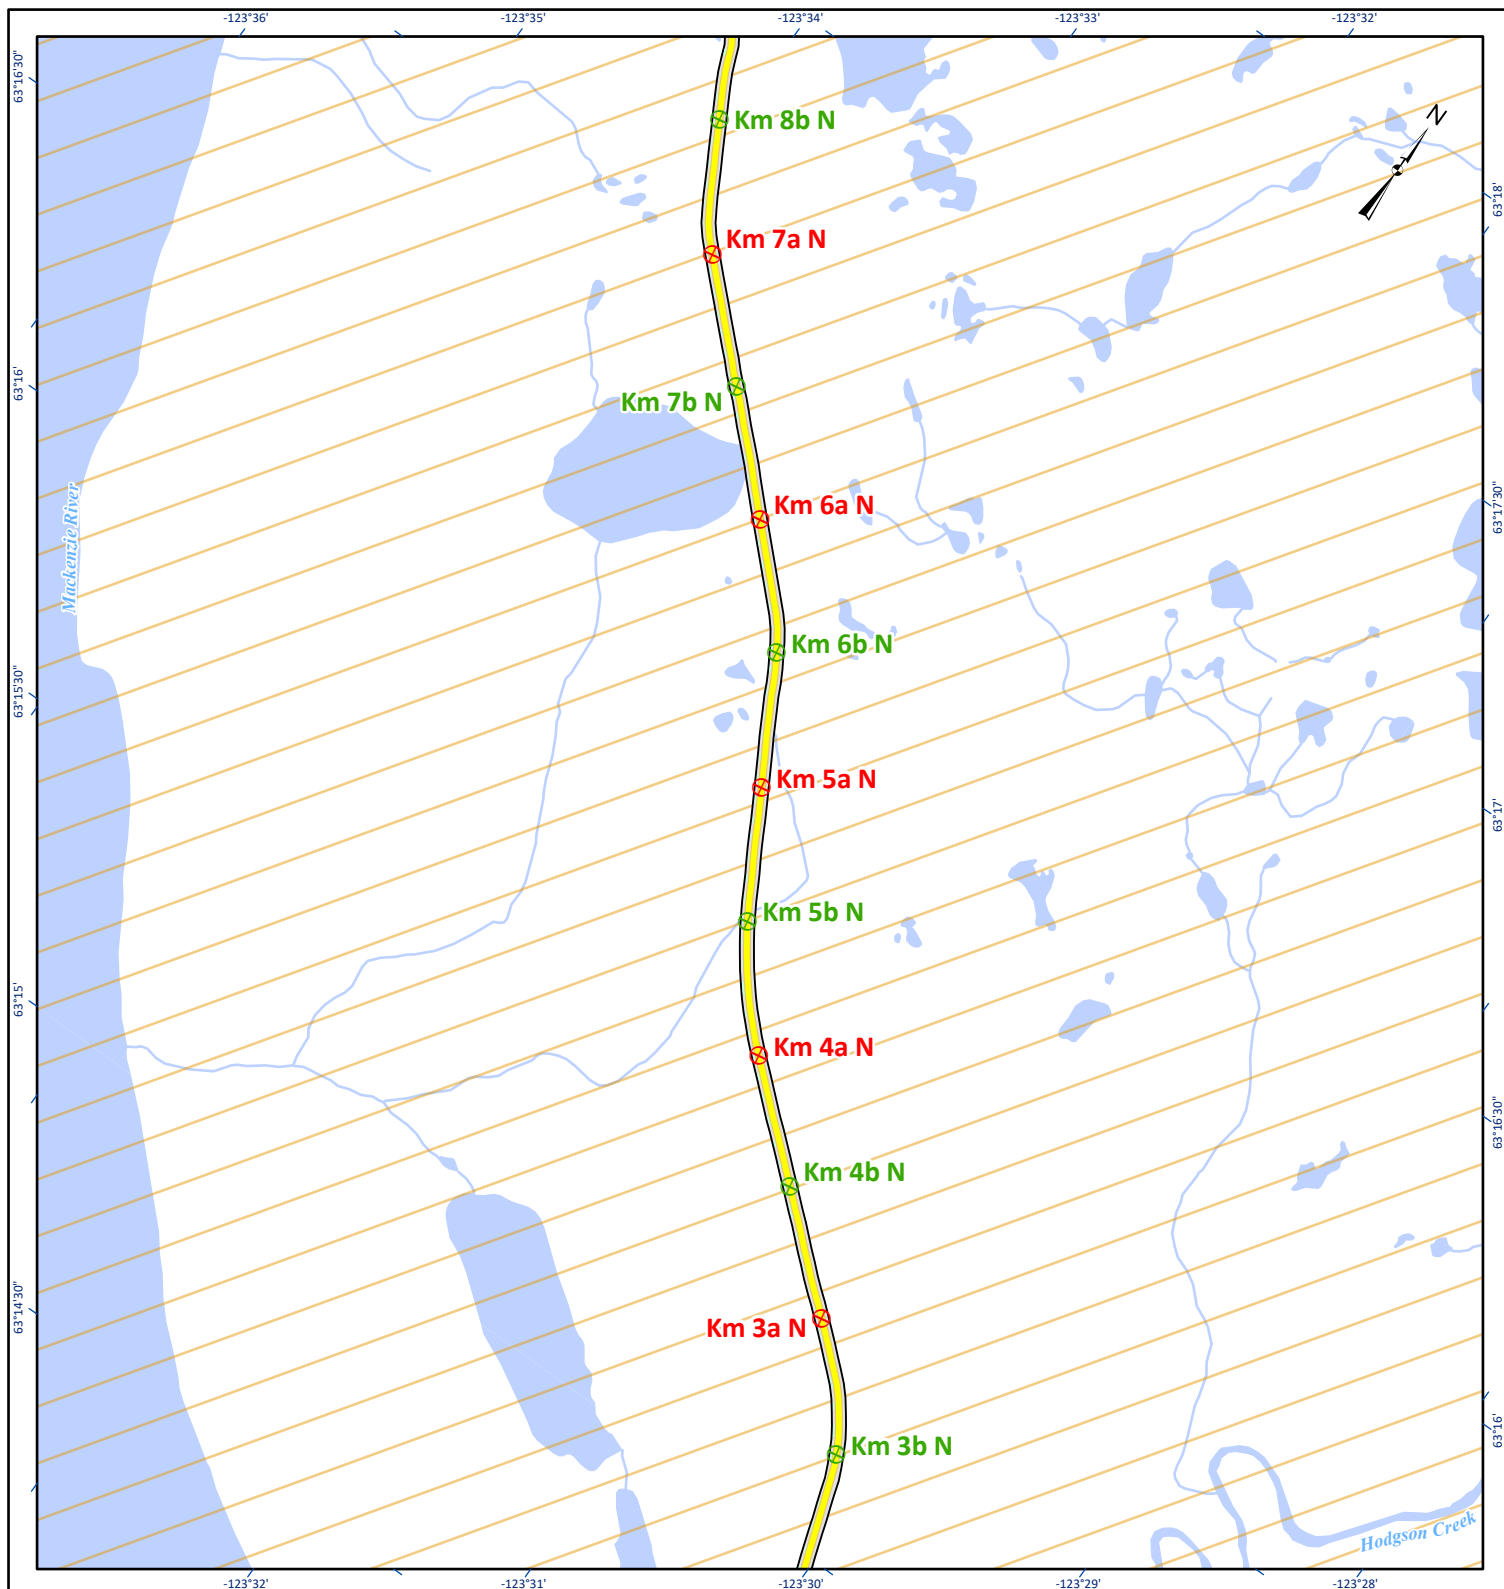 -123°36' -123°35' -123°34' -123°33' -123°32'
63°16'30"
N
Km 8b N
63°18'
Km 7a N
63°16'
Km 7b N
Km 6a N
63°17'30"
Mackenzie River
Km 6b N
63°15'30"
Km 5a N
63°17'
Km 5b N
63°15'
Km 4a N
63°16'30"
Km 4b N
63°14'30"
Km 3a N
63°16'
Km 3b N
Hodgson Creek
-123°32' -123°31' -123°30' -123°29' -123°28'